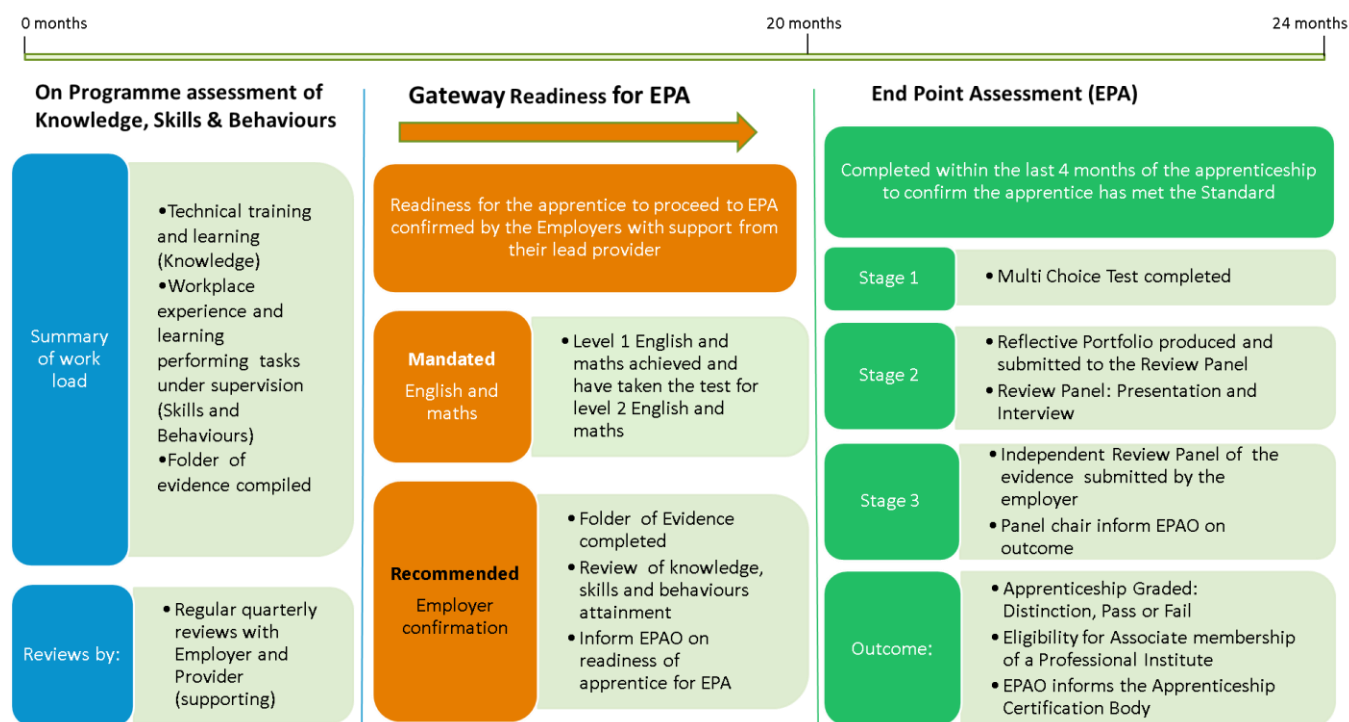 0 months
20 months
24 months
On Programme assessment of
Knowledge, Skills & Behaviours
Summary
of work
load
•Technical training
and learning
(Knowledge)
•Workplace
experience and
learning
performing tasks
under supervision
(Skills and
Behaviours)
•Folder of
evidence compiled
Reviews by:
• Regular quarterly
reviews with
Employer and
Provider
(supporting)
Gateway Readiness for EPA
Readiness for the apprentice to proceed to EPA
confirmed by the Employers with support from
their lead provider
Mandated
English and
maths
• Level 1 English and
maths achieved and
have taken the test for
level 2 English and
maths
Recommended
Employer
confirmation
• Folder of Evidence
completed
• Review of knowledge,
skills and behaviours
attainment
• Inform EPAO on
readiness of
apprentice for EPA
End Point Assessment (EPA)
Completed within the last 4 months of the apprenticeship
to confirm the apprentice has met the Standard
Stage 1
• Multi Choice Test completed
Stage 2
• Reflective Portfolio produced and
submitted to the Review Panel
• Review Panel: Presentation and
Interview
Stage 3
• Independent Review Panel of the
evidence submitted by the
employer
• Panel chair inform EPAO on
outcome
Outcome:
• Apprenticeship Graded:
Distinction, Pass or Fail
• Eligibility for Associate membership
of a Professional Institute
• EPAO informs the Apprenticeship
Certification Body